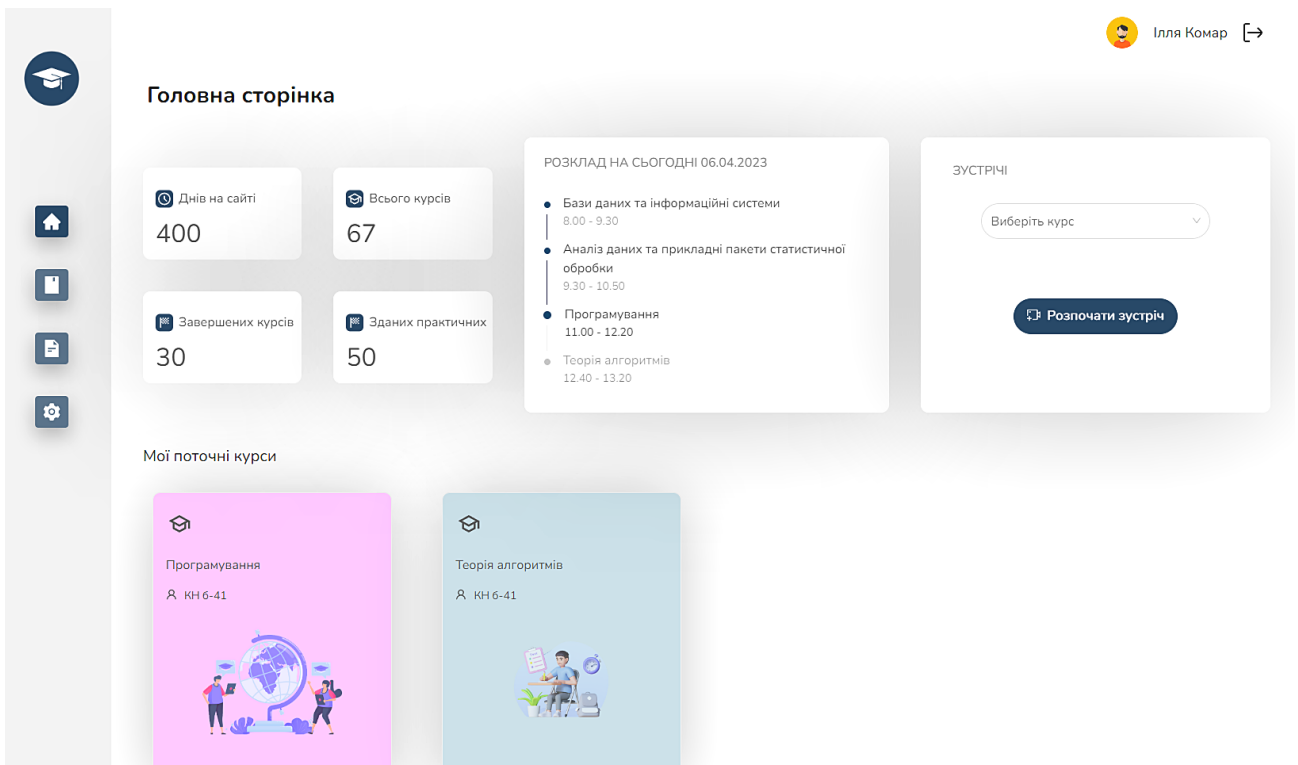 Ілля Комар
Головна сторінка
Днів на сайті
400
Всього курсів
67
Завершених курсів
30
Зданих практичних
50
РОЗКЛАД НА СЬОГОДНІ 06.04.2023
Бази даних та інформаційні системи
8.00 - 9.30
Аналіз даних та прикладні пакети статистичної
обробки
9.30 - 10.50
Програмування
11.00 - 12.20
Теорія алгоритмів
12.40 - 13.20
ЗУСТРІЧІ
Виберіть курс
Розпочати зустріч
Мої поточні курси
Програмування
КН б-41
Теорія алгоритмів
КН б-41